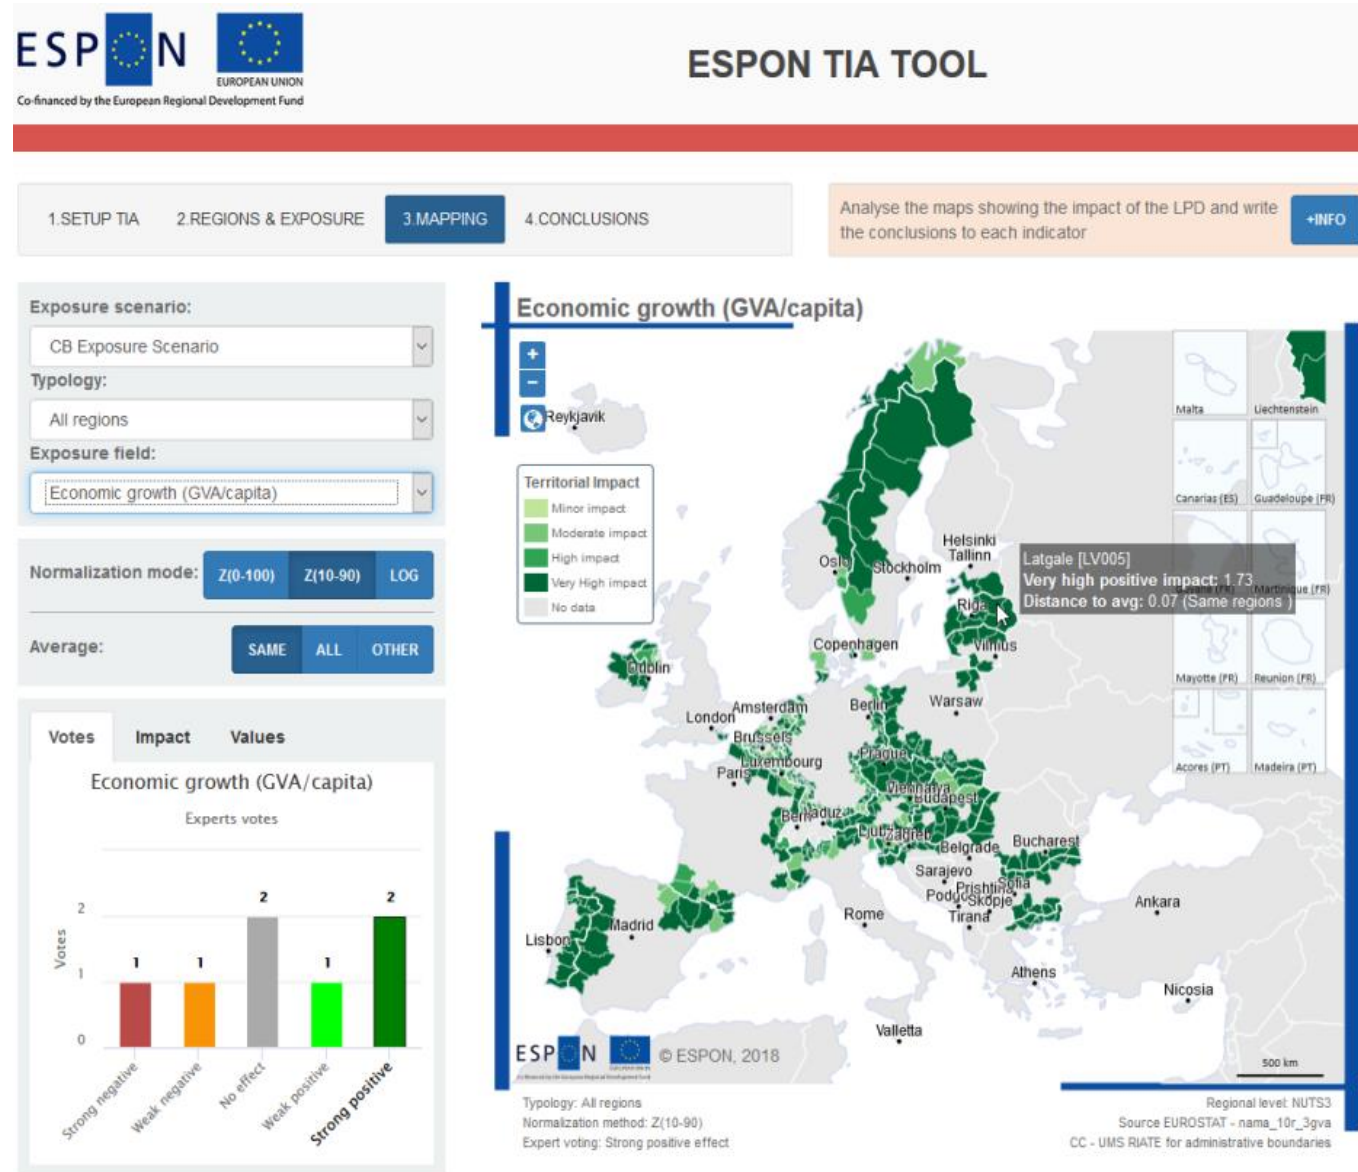 ESPON
EUROPEAN UNION
Co-financed by the European Regional Development Fund
ESPON TIA TOOL
1.SETUP TIA 2.REGIONS & EXPOSURE 3.MAPPING 4.CONCLUSIONS
Analyse the maps showing the impact of the LPD and write
the conclusions to each indicator
+INFO
Exposure scenario:
CB Exposure Scenario
Typology:
All regions
Exposure field:
Economic growth (GVA/capita)
Normalization mode: Z(0-100) Z(10-90) LOG
Average: SAME ALL OTHER
Votes Impact Values
Economic growth (GVA/capita)
Experts votes
Votes
2
1
0
1
1
2
1
2
Strong negative
Weak negative
No effect
Weak positive
Strong positive
Economic growth (GVA/capita)
+
−
Territorial Impact
Minor impact
Moderate impact
High impact
Very High impact
No data
Reykjavik
Helsinki
Tallinn
Oslo
Stockholm
Latgale [LV005]
Very high positive impact: 1.73
Distance to avg: 0.07 (Same regions )
Riga
Copenhagen
Vilnius
Dublin
Amsterdam
Berlin
Warsaw
London
Brussels
Prague
Luxembourg
Paris
Budapest
Bern
Vaduz
Zagreb
Belgrade
Bucharest
Sarajevo
Prishtina
Sofia
Skopje
Tirana
Rome
Madrid
Lisbon
Ankara
Athens
Nicosia
Valletta
Malta
Liechtenstein
Canarias (ES)
Guadeloupe (FR)
Martinique (FR)
Mayotte (FR)
Reunion (FR)
Acores (PT)
Madeira (PT)
ESPON
© ESPON, 2018
500 km
Typology: All regions
Normalization method: Z(10-90)
Expert voting: Strong positive effect
Regional level: NUTS3
Source EUROSTAT - nama_10r_3gva
CC - UMS RIATE for administrative boundaries